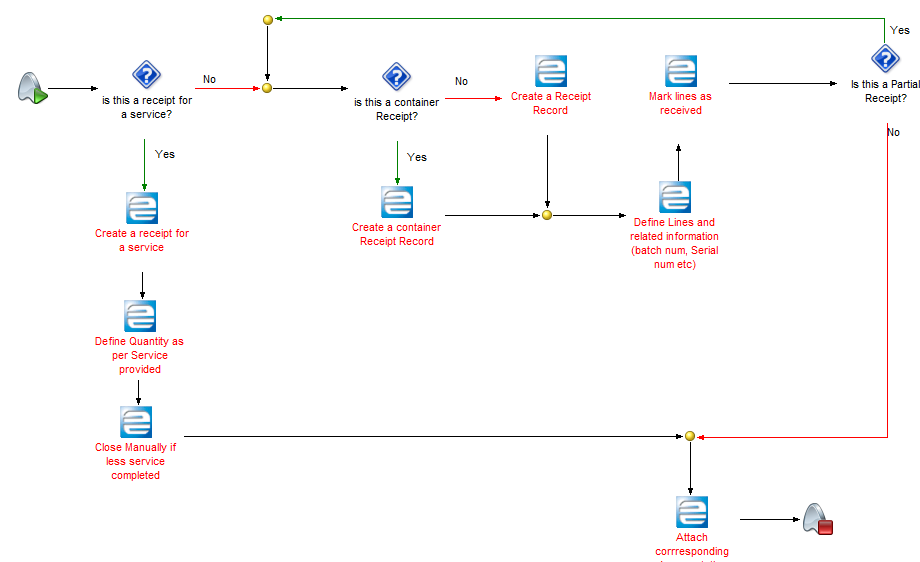 Yes
is this a receipt for
a service?
No
is this a container
Receipt?
No
Create a Receipt
Record
Mark lines as
received
Is this a Partial
Receipt?
No
Yes
Yes
Create a receipt for
a service
Create a container
Receipt Record
Define Lines and
related information
(batch num, Serial
num etc)
Define Quantity as
per Service
provided
Close Manually if
less service
completed
Attach
corrresponding